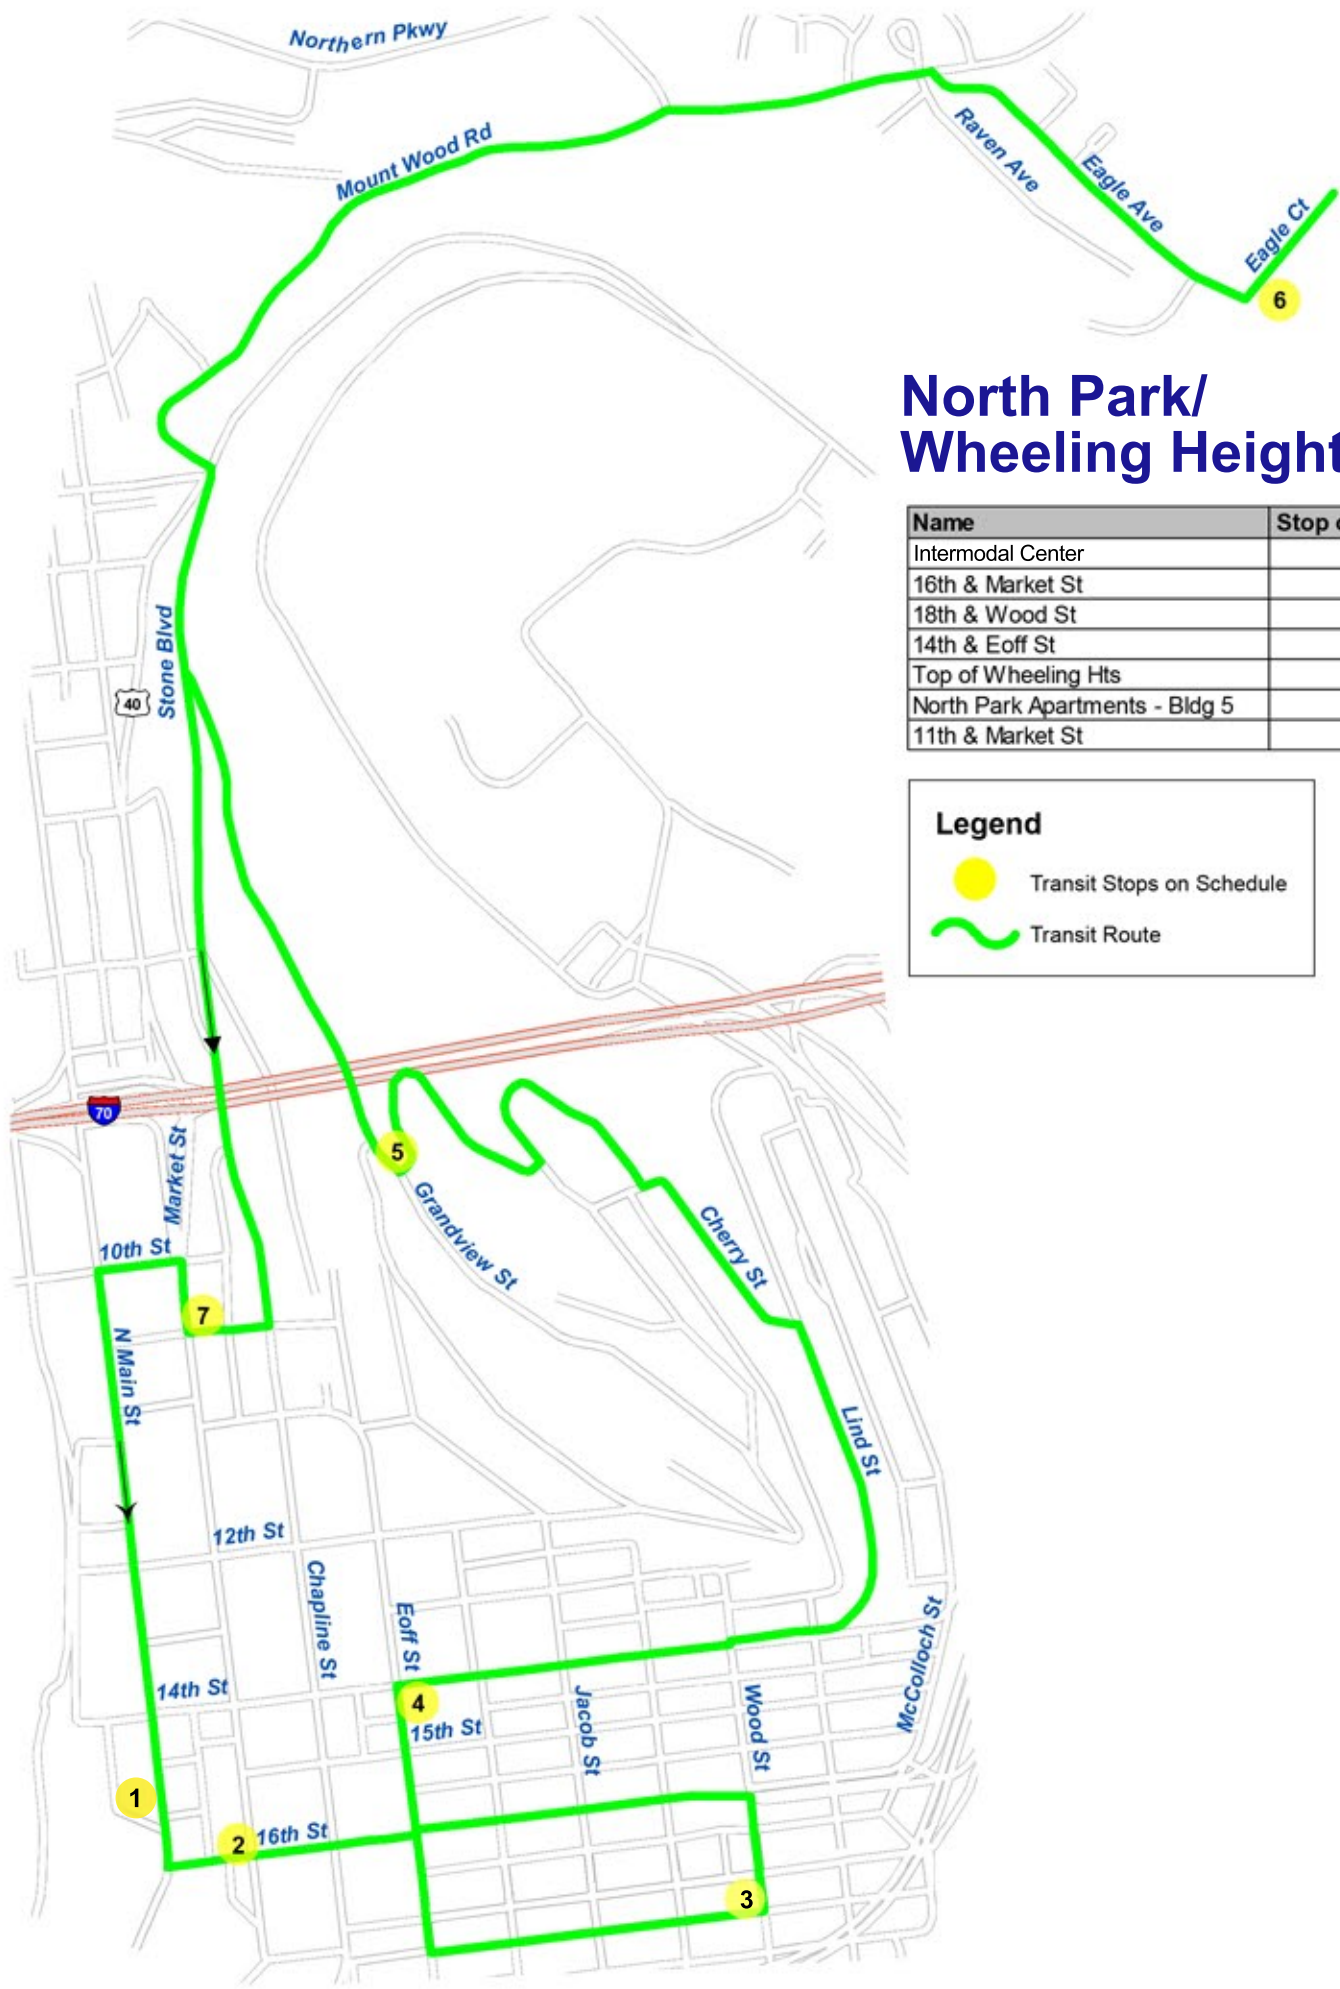 Northern Pkwy
Mount Wood Rd
Raven Ave
Eagle Ave
Eagle Ct
6
North Park/
Wheeling Height
Name Stop
Intermodal Center
16th & Market St
18th & Wood St
14th & Eoff St
Top of Wheeling Hts
North Park Apartments - Bldg 5
11th & Market St
Stone Blvd
40
Legend
Transit Stops on Schedule
Transit Route
70
Market St
5
Grandview St
Cherry St
10th St
7
N Main St
Lind St
12th St
Chapline St
Eoff St
McColloch St
14th St
4
15th St
Jacob St
Wood St
1
2
16th St
3